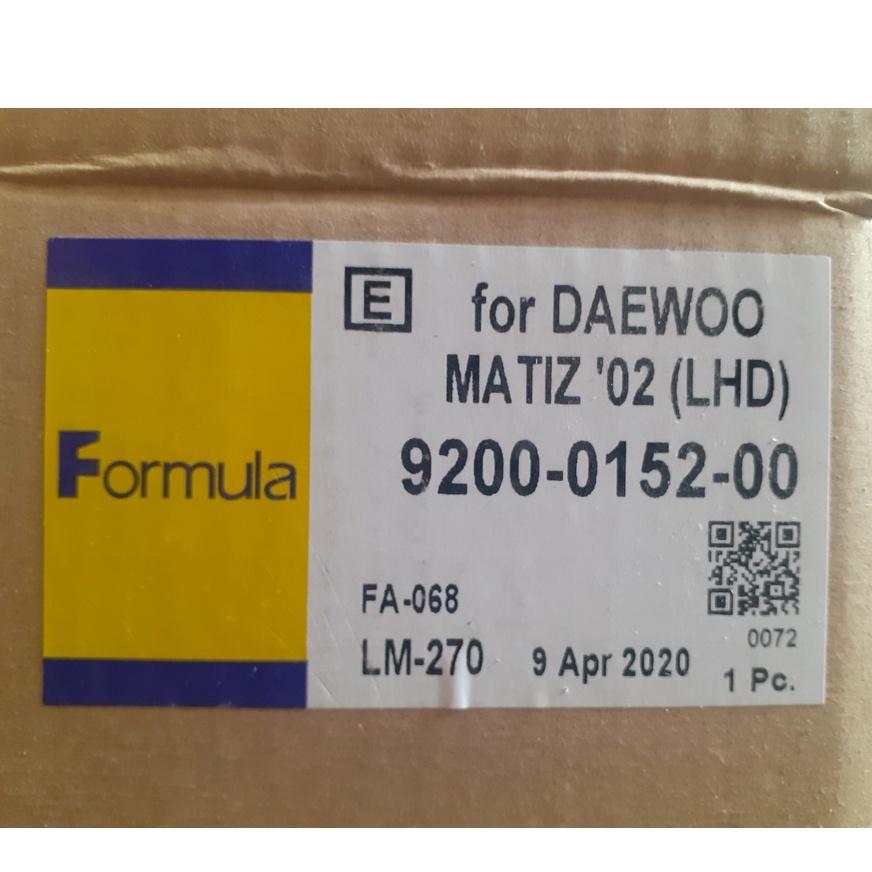 Formula
E
for DAEWOO
MATIZ '02 (LHD)
9200-0152-00
FA-068
0072
LM-270 9 Apr 2020
1 Pc.